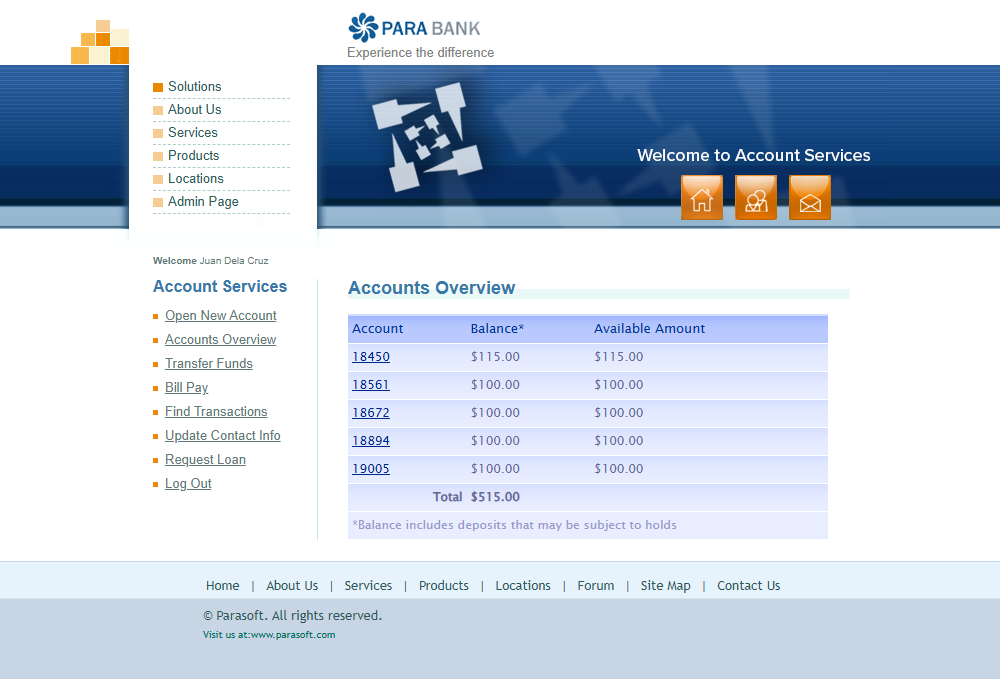 PARA BANK
Experience the difference
Solutions
About Us
Services
Products
Locations
Admin Page
Welcome to Account Services
Welcome Juan Dela Cruz
Account Services
Open New Account
Accounts Overview
Transfer Funds
Bill Pay
Find Transactions
Update Contact Info
Request Loan
Log Out
Accounts Overview
Account Balance* Available Amount
18450 $115.00 $115.00
18561 $100.00 $100.00
18672 $100.00 $100.00
18894 $100.00 $100.00
19005 $100.00 $100.00
Total $515.00
*Balance includes deposits that may be subject to holds
Home | About Us | Services | Products | Locations | Forum | Site Map | Contact Us
© Parasoft. All rights reserved.
Visit us at:www.parasoft.com